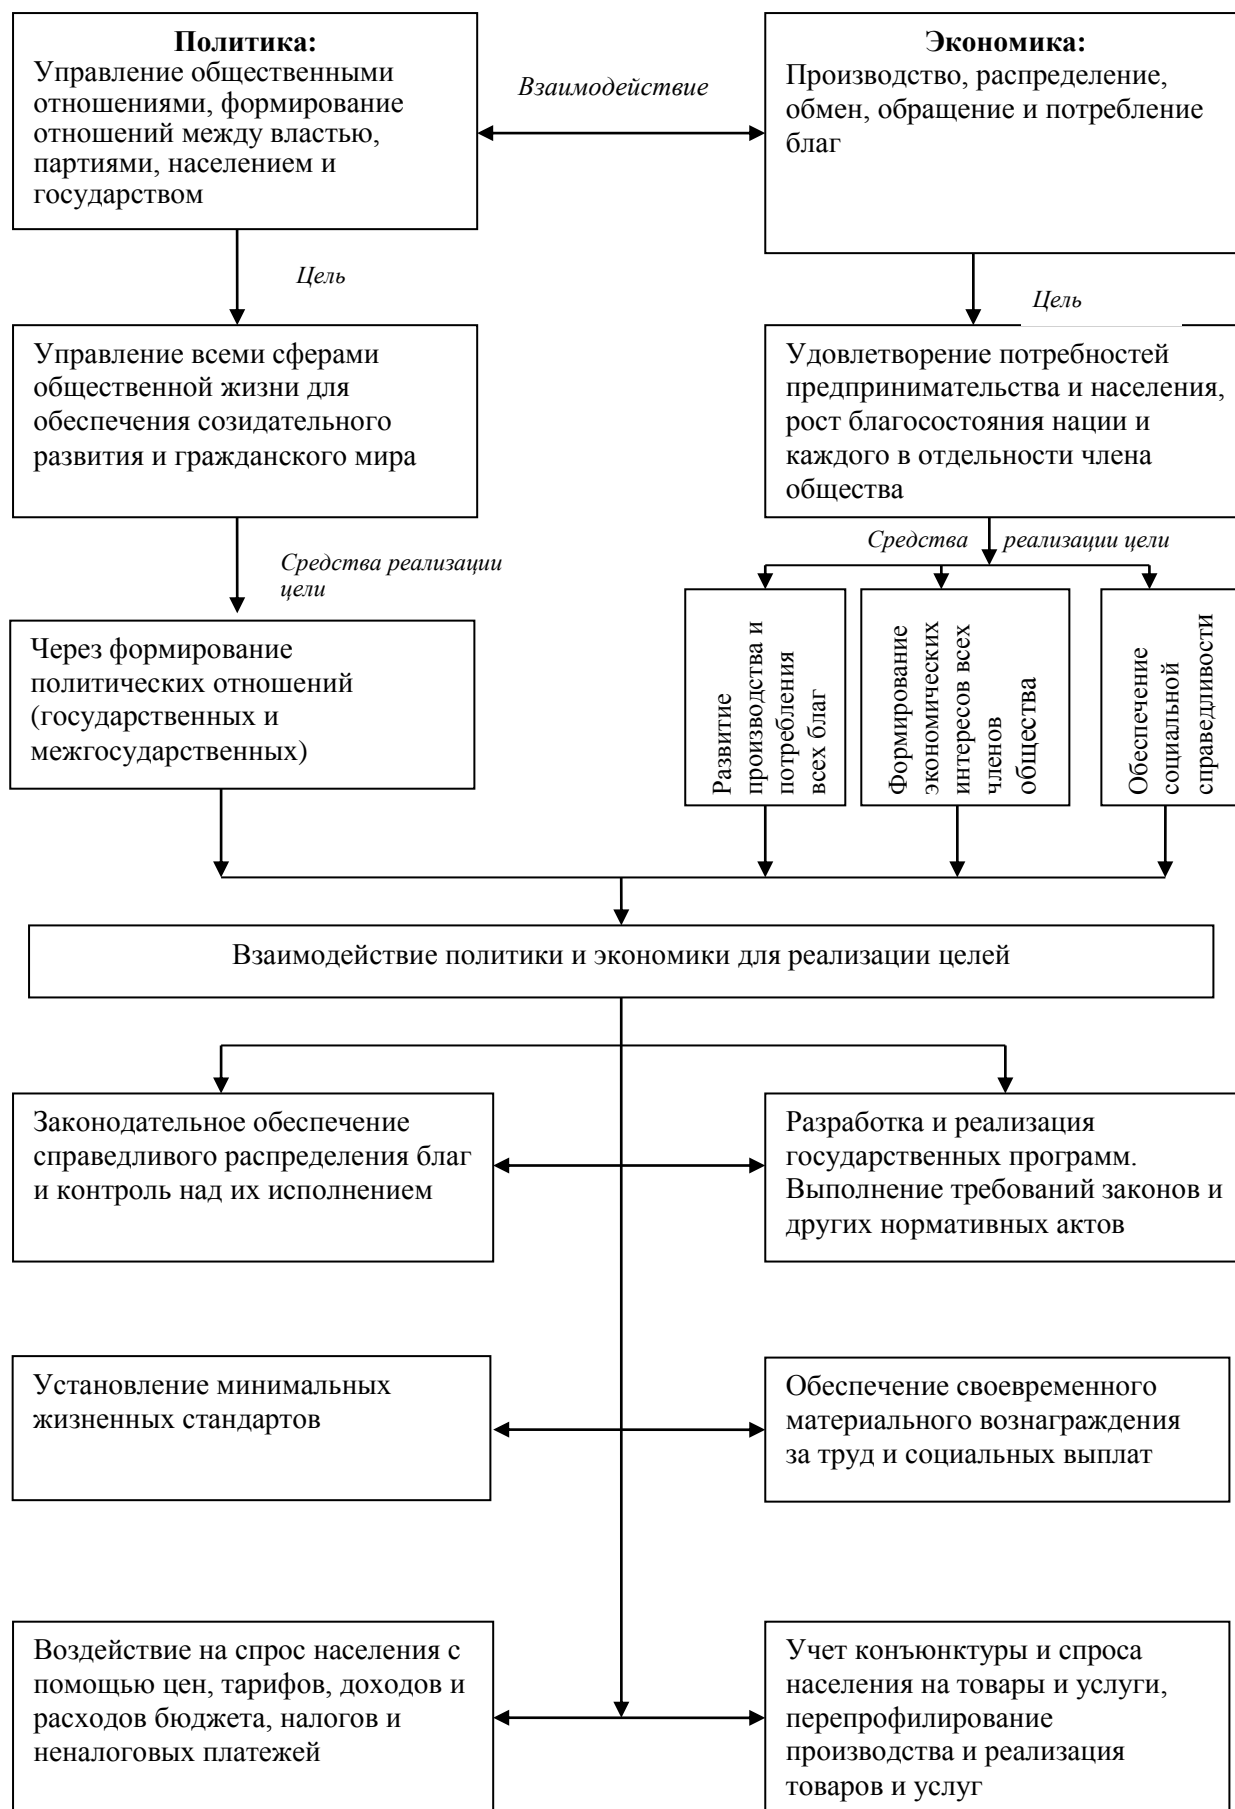 Политика:
Управление общественными
отношениями, формирование
отношений между властью,
партиями, населением и
государством
Взаимодействие
Экономика:
Производство, распределение,
обмен, обращение и потребление
благ
Цель
Цель
Управление всеми сферами
общественной жизни для
обеспечения созидательного
развития и гражданского мира
Удовлетворение потребностей
предпринимательства и населения,
рост благосостояния нации и
каждого в отдельности члена
общества
Средства реализации
цели
Средства реализации цели
Через формирование
политических отношений
(государственных и
межгосударственных)
Развитие
производства и
потребления
всех благ
Формирование
экономических
интересов всех
членов
общества
Обеспечение
социальной
справедливости
Взаимодействие политики и экономики для реализации целей
Законодательное обеспечение
справедливого распределения благ
и контроль над их исполнением
Разработка и реализация
государственных программ.
Выполнение требований законов и
других нормативных актов
Установление минимальных
жизненных стандартов
Обеспечение своевременного
материального вознаграждения
за труд и социальных выплат
Воздействие на спрос населения с
помощью цен, тарифов, доходов и
расходов бюджета, налогов и
неналоговых платежей
Учет конъюнктуры и спроса
населения на товары и услуги,
перепрофилирование
производства и реализация
товаров и услуг